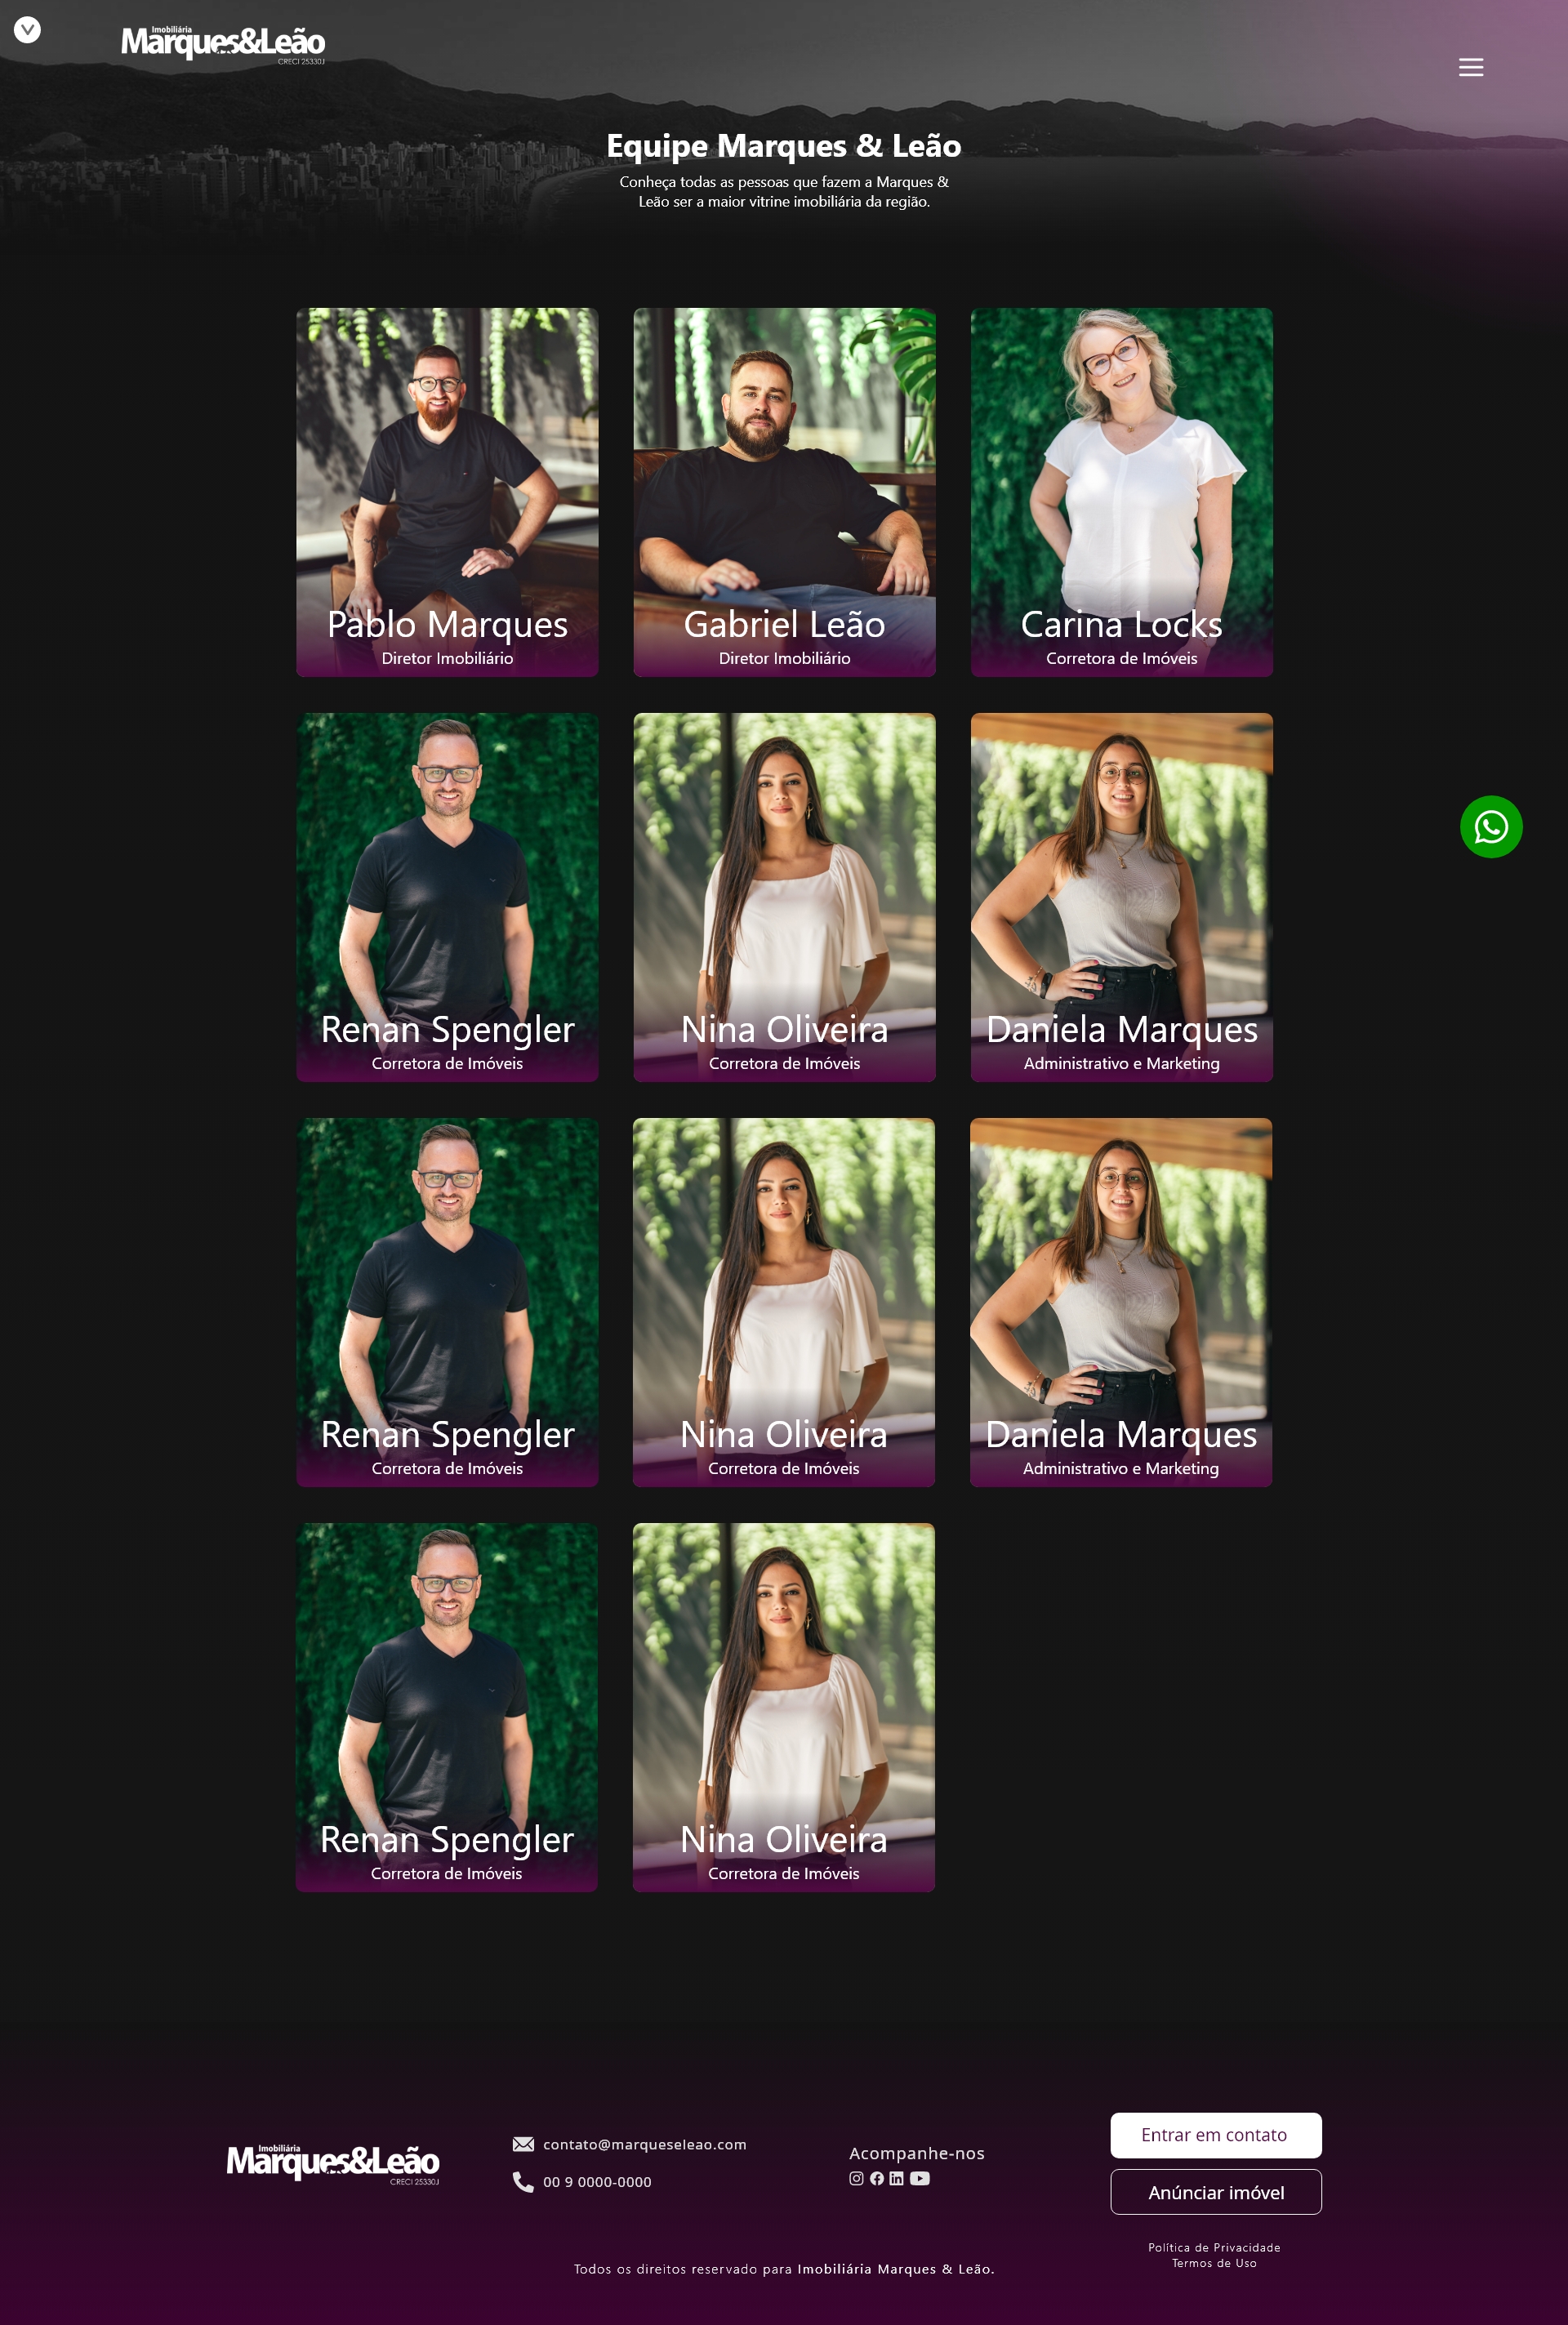 Imobiliária
Marques&Leão
CRECI 25330J
Equipe Marques & Leão
Conheça todas as pessoas que fazem a Marques &
Leão ser a maior vitrine imobiliária da região.
Pablo Marques
Diretor Imobiliário
Gabriel Leão
Diretor Imobiliário
Carina Locks
Corretora de Imóveis
Renan Spengler
Corretora de Imóveis
Nina Oliveira
Corretora de Imóveis
Daniela Marques
Administrativo e Marketing
Renan Spengler
Corretora de Imóveis
Nina Oliveira
Corretora de Imóveis
Daniela Marques
Administrativo e Marketing
Renan Spengler
Corretora de Imóveis
Nina Oliveira
Corretora de Imóveis
Imobiliária
Marques&Leão
CRECI 25330J
contato@marqueseleao.com
00 9 0000-0000
Acompanhe-nos
Entrar em contato
Anúnciar imóvel
Política de Privacidade
Termos de Uso
Todos os direitos reservado para Imobiliária Marques & Leão.